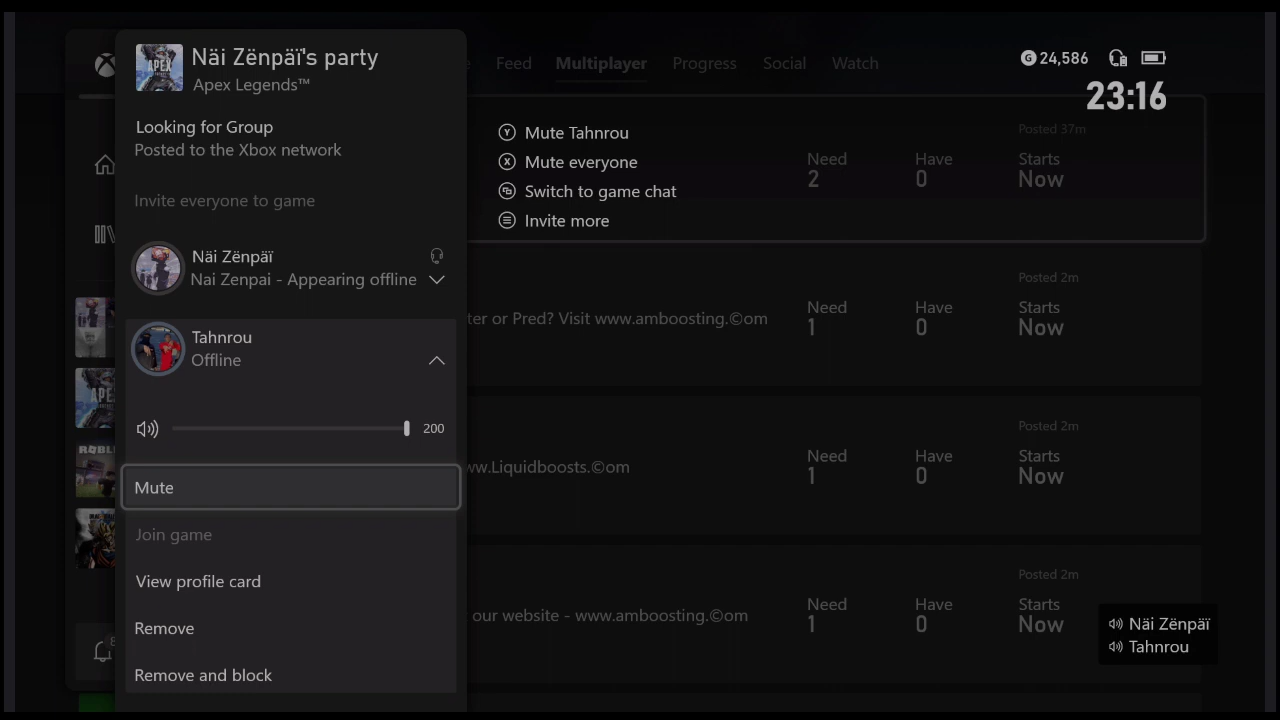 Näi Zënpäï's party
Apex Legends™
Feed
Multiplayer
Progress
Social
Watch
G 24,586
23:16
Looking for Group
Posted to the Xbox network
Invite everyone to game
Näi Zënpäï
Nai Zenpai - Appearing offline
Tahnrou
Offline
200
Mute
Join game
View profile card
Remove
Remove and block
Y Mute Tahnrou
X Mute everyone
Switch to game chat
Invite more
Posted 37m
Need
Have
Starts
2
0
Now
Posted 2m
ter or Pred? Visit www.amboosting.©om
Need
Have
Starts
1
0
Now
Posted 2m
ww.Liquidboosts.©om
Need
Have
Starts
1
0
Now
Posted 2m
our website - www.amboosting.©om
Need
Have
Starts
1
0
Now
Näi Zënpäï
Tahnrou
APEX
APE
ROBL